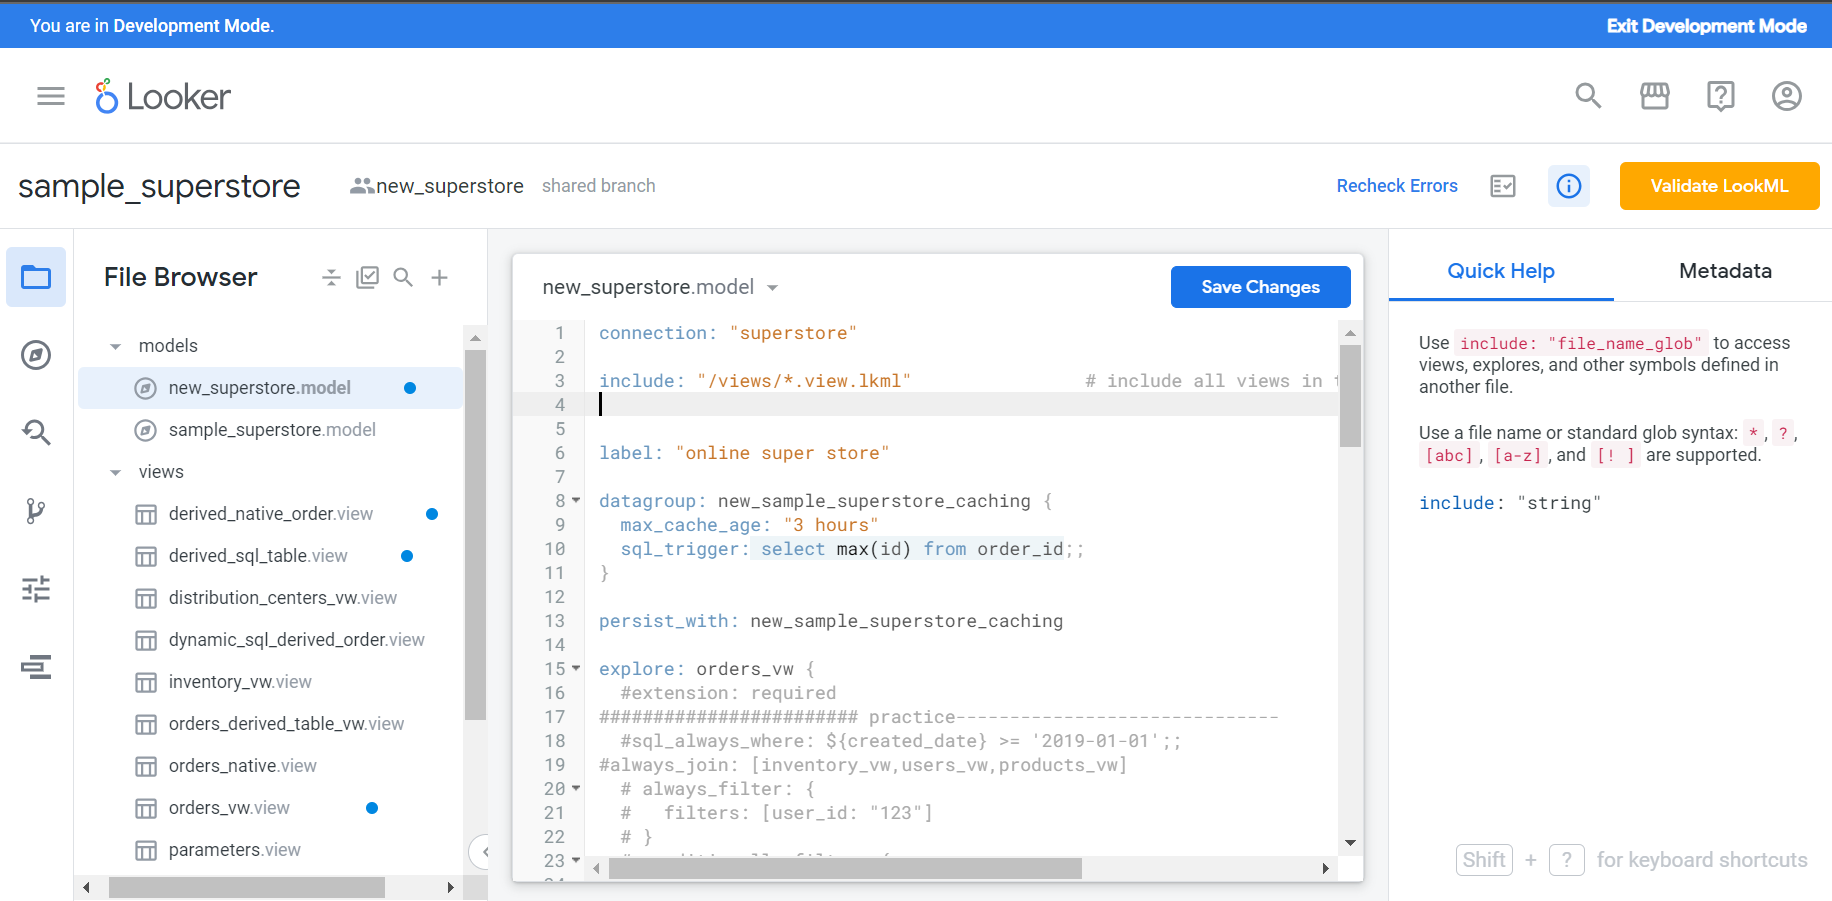 You are in Development Mode.
Exit Development Mode
Looker
sample_superstore
new_superstore shared branch
Recheck Errors
Validate LookML
File Browser
models
new_superstore.model
sample_superstore.model
views
derived_native_order.view
derived_sql_table.view
distribution_centers_vw.view
dynamic_sql_derived_order.view
inventory_vw.view
orders_derived_table_vw.view
orders_native.view
orders_vw.view
parameters.view
new_superstore.model
Save Changes
1 connection: "superstore"
2
3 include: "/views/*.view.lkml" # include all views in
4
5
6 label: "online super store"
7
8 datagroup: new_sample_superstore_caching {
9 max_cache_age: "3 hours"
10 sql_trigger: select max(id) from order_id;;
11 }
12
13 persist_with: new_sample_superstore_caching
14
15 explore: orders_vw {
16 #extension: required
17 ######################## practice------------------------------
18 #sql_always_where: ${created_date} >= '2019-01-01';;
19 #always_join: [inventory_vw,users_vw,products_vw]
20 # always_filter: {
21 # filters: [user_id: "123"]
22 # }
23
Quick Help
Metadata
Use include: "file_name_glob" to access
views, explores, and other symbols defined in
another file.
Use a file name or standard glob syntax: *, ?,
[abc], [a-z], and [! ] are supported.
include: "string"
Shift + ? for keyboard shortcuts